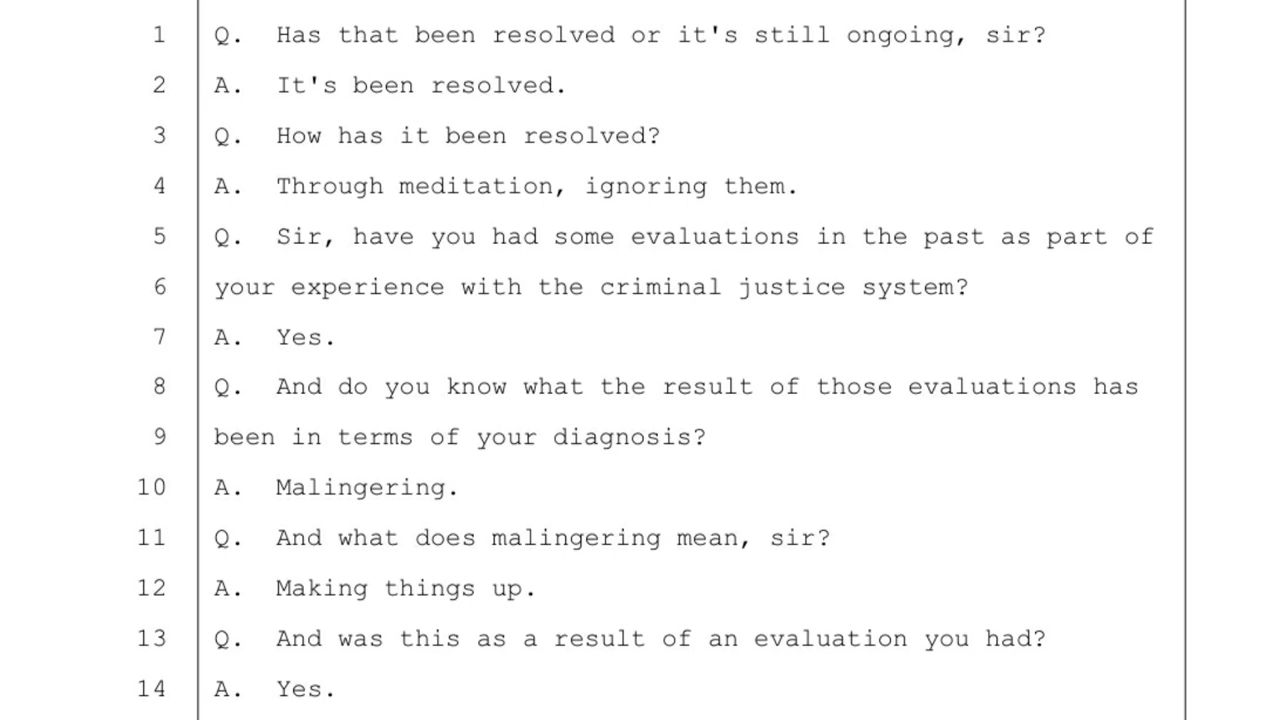 1 Q. Has that been resolved or it's still ongoing, sir?
2 A. It's been resolved.
3 Q. How has it been resolved?
4 A. Through meditation, ignoring them.
5 Q. Sir, have you had some evaluations in the past as part of
6 your experience with the criminal justice system?
7 A. Yes.
8 Q. And do you know what the result of those evaluations has
9 been in terms of your diagnosis?
10 A. Malingering.
11 Q. And what does malingering mean, sir?
12 A. Making things up.
13 Q. And was this as a result of an evaluation you had?
14 A. Yes.